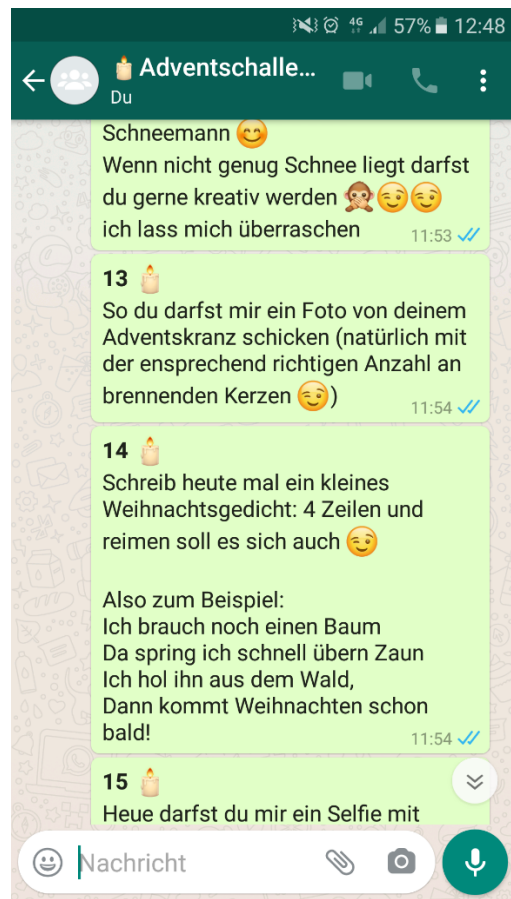 4G 57% 12:48
🕯️ Adventschalle...
Du
Schneemann 😊
Wenn nicht genug Schnee liegt darfst
du gerne kreativ werden 🙊😉😉
ich lass mich überraschen 11:53
13 🕯️
So du darfst mir ein Foto von deinem
Adventskranz schicken (natürlich mit
der ensprechend richtigen Anzahl an
brennenden Kerzen 😉) 11:54
14 🕯️
Schreib heute mal ein kleines
Weihnachtsgedicht: 4 Zeilen und
reimen soll es sich auch 😉
Also zum Beispiel:
Ich brauch noch einen Baum
Da spring ich schnell übern Zaun
Ich hol ihn aus dem Wald,
Dann kommt Weihnachten schon
bald! 11:54
15 🕯️
Heue darfst du mir ein Selfie mit
Nachricht